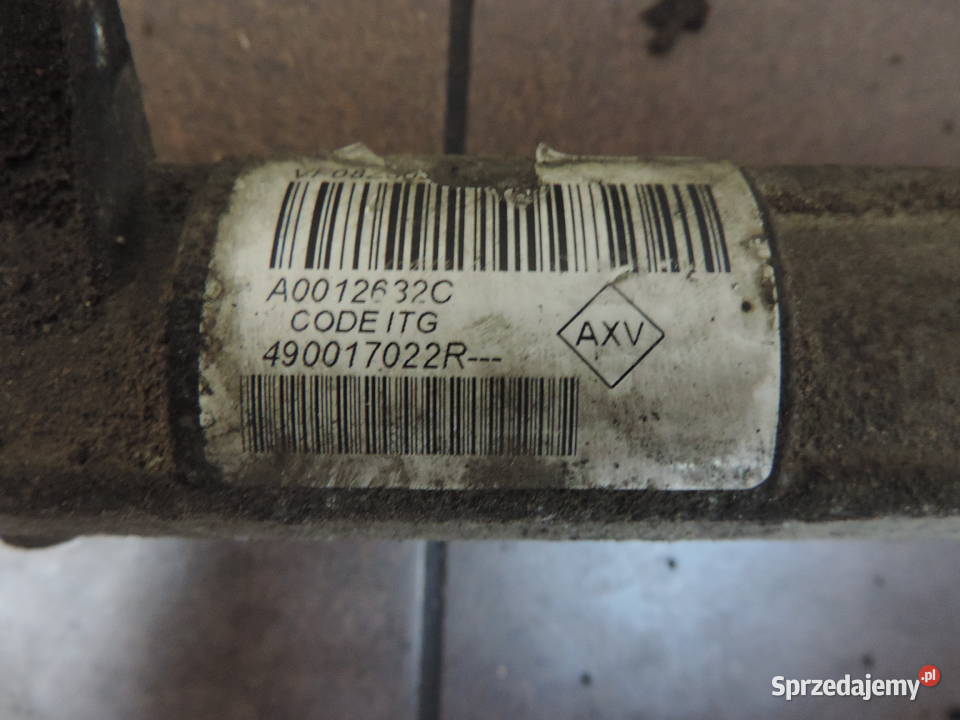 A0012632C
CODE ITG
490017022R---
AXV
Sprzedajemy.pl